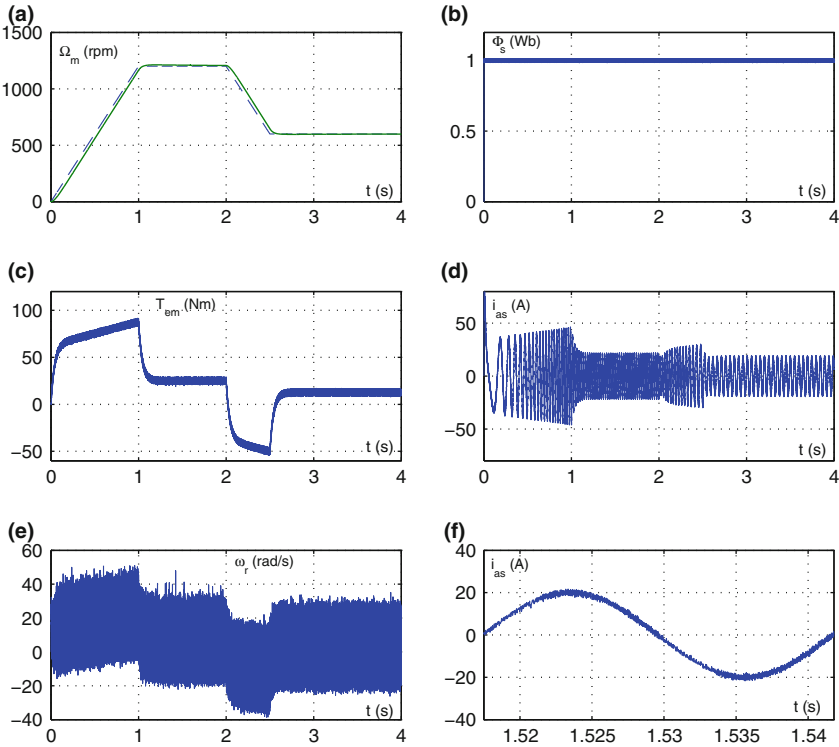 (a)
1500
1000
500
0
Ω_m (rpm)
t (s)
0 1 2 3 4
(b)
1
0.5
0
Φ_s (Wb)
t (s)
0 1 2 3 4
(c)
100
50
0
−50
T_em (Nm)
t (s)
0 1 2 3 4
(d)
50
0
−50
i_as (A)
t (s)
0 1 2 3 4
(e)
60
40
20
0
−20
−40
ω_r (rad/s)
t (s)
0 1 2 3 4
(f)
40
20
0
−20
−40
i_as (A)
t (s)
1.52 1.525 1.53 1.535 1.54